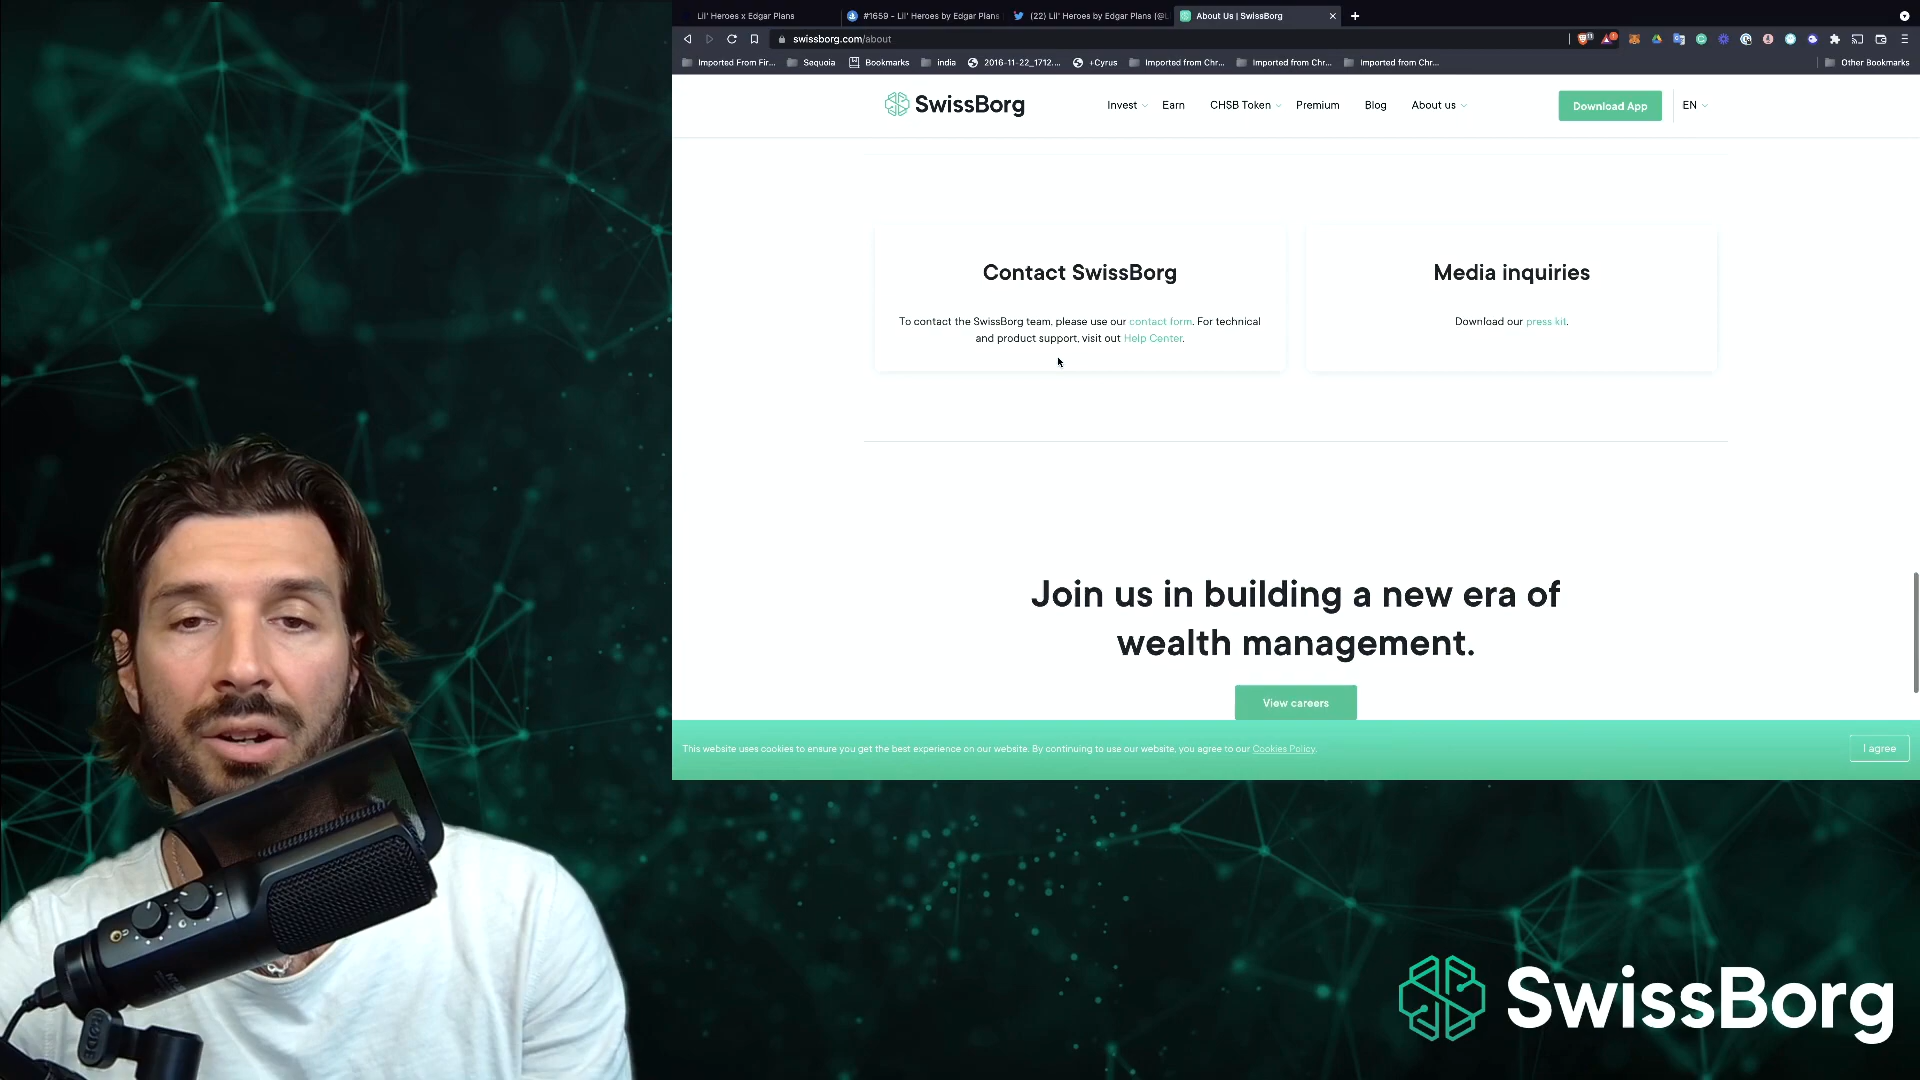 Lil' Heroes x Edgar Plans
#1659 - Lil' Heroes by Edgar Plans
(22) Lil' Heroes by Edgar Plans (@L
About Us | SwissBorg
swissborg.com/about
Imported From Fir...
Sequoia
Bookmarks
india
2016-11-22_1712....
+Cyrus
Imported from Chr...
Imported from Chr...
Imported from Chr...
Other Bookmarks
SwissBorg
Invest
Earn
CHSB Token
Premium
Blog
About us
Download App
EN
Contact SwissBorg
To contact the SwissBorg team, please use our contact form. For technical
and product support, visit out Help Center.
Media inquiries
Download our press kit.
Join us in building a new era of
wealth management.
View careers
This website uses cookies to ensure you get the best experience on our website. By continuing to use our website, you agree to our Cookies Policy.
I agree
RODE
SwissBorg